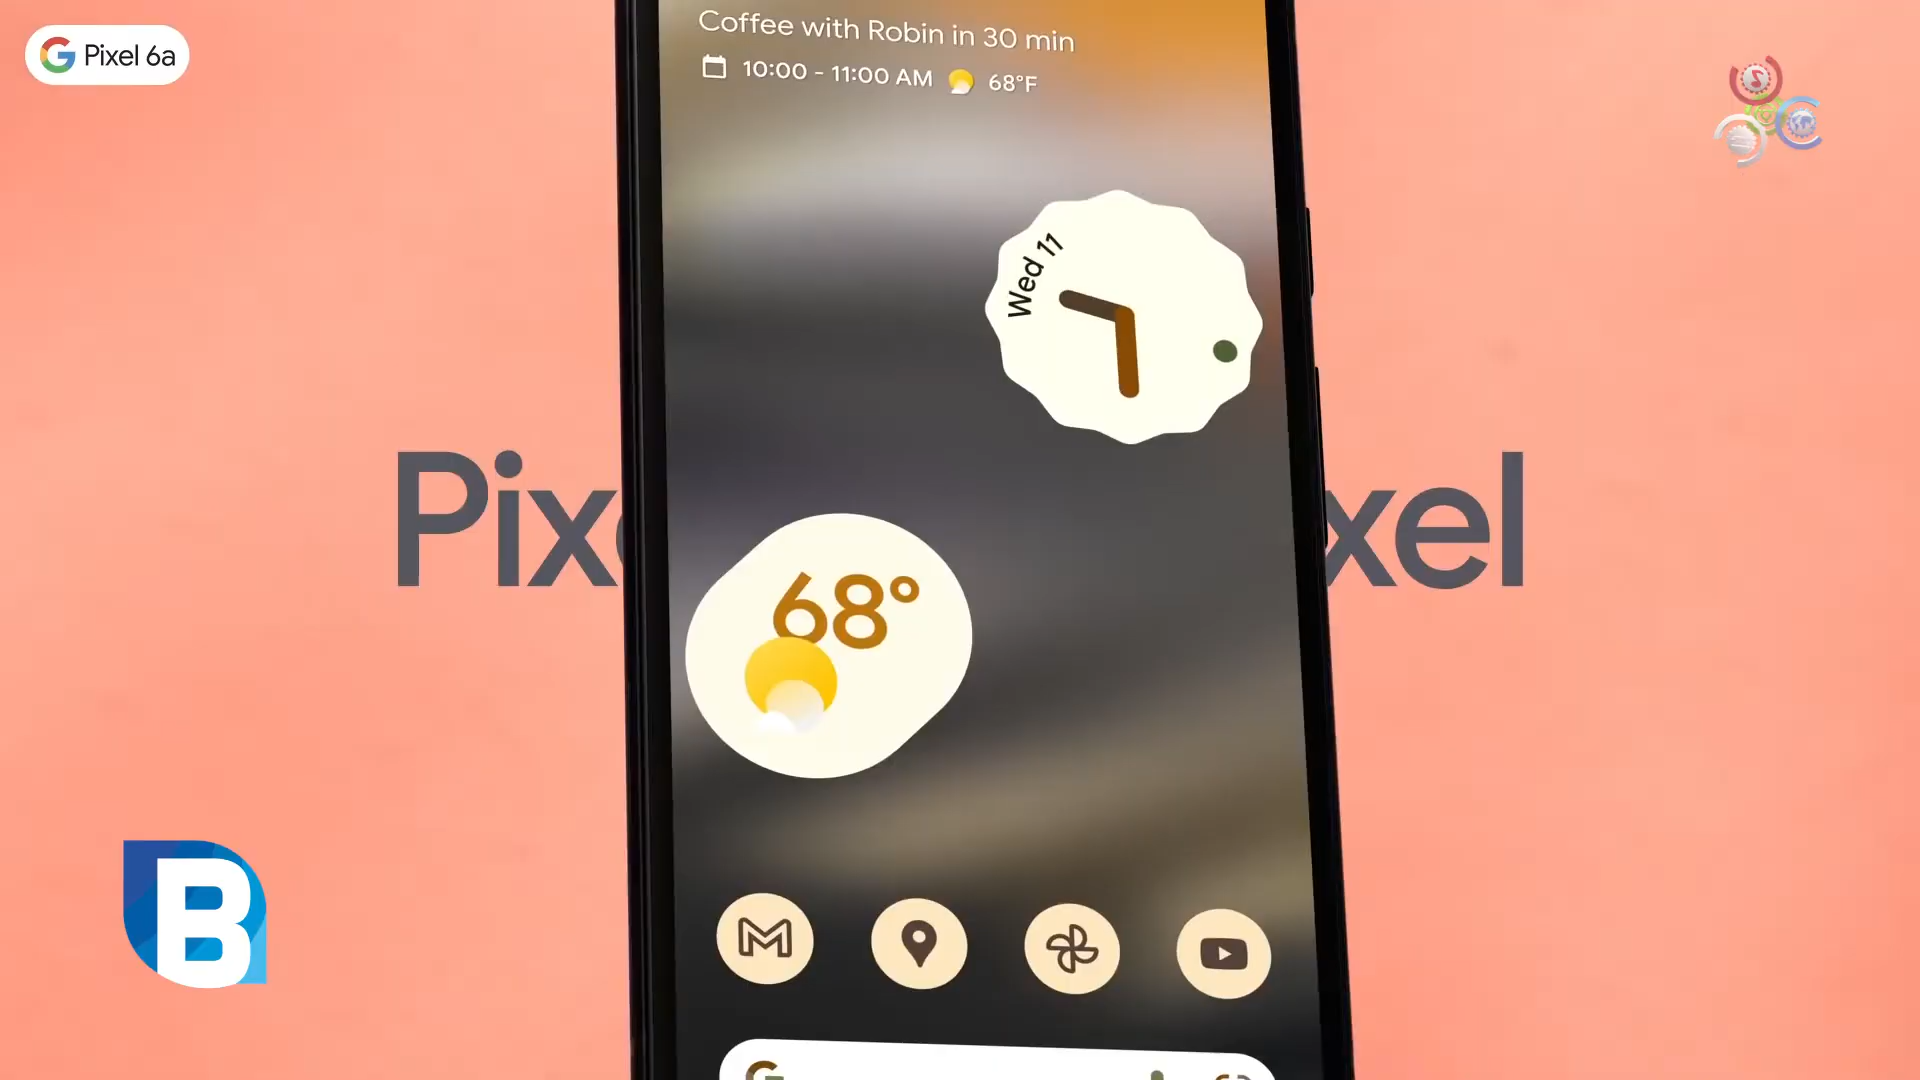 Pixel 6a
Coffee with Robin in 30 min
10:00 - 11:00 AM 68°F
Wed 11
Pix xel
68°
B